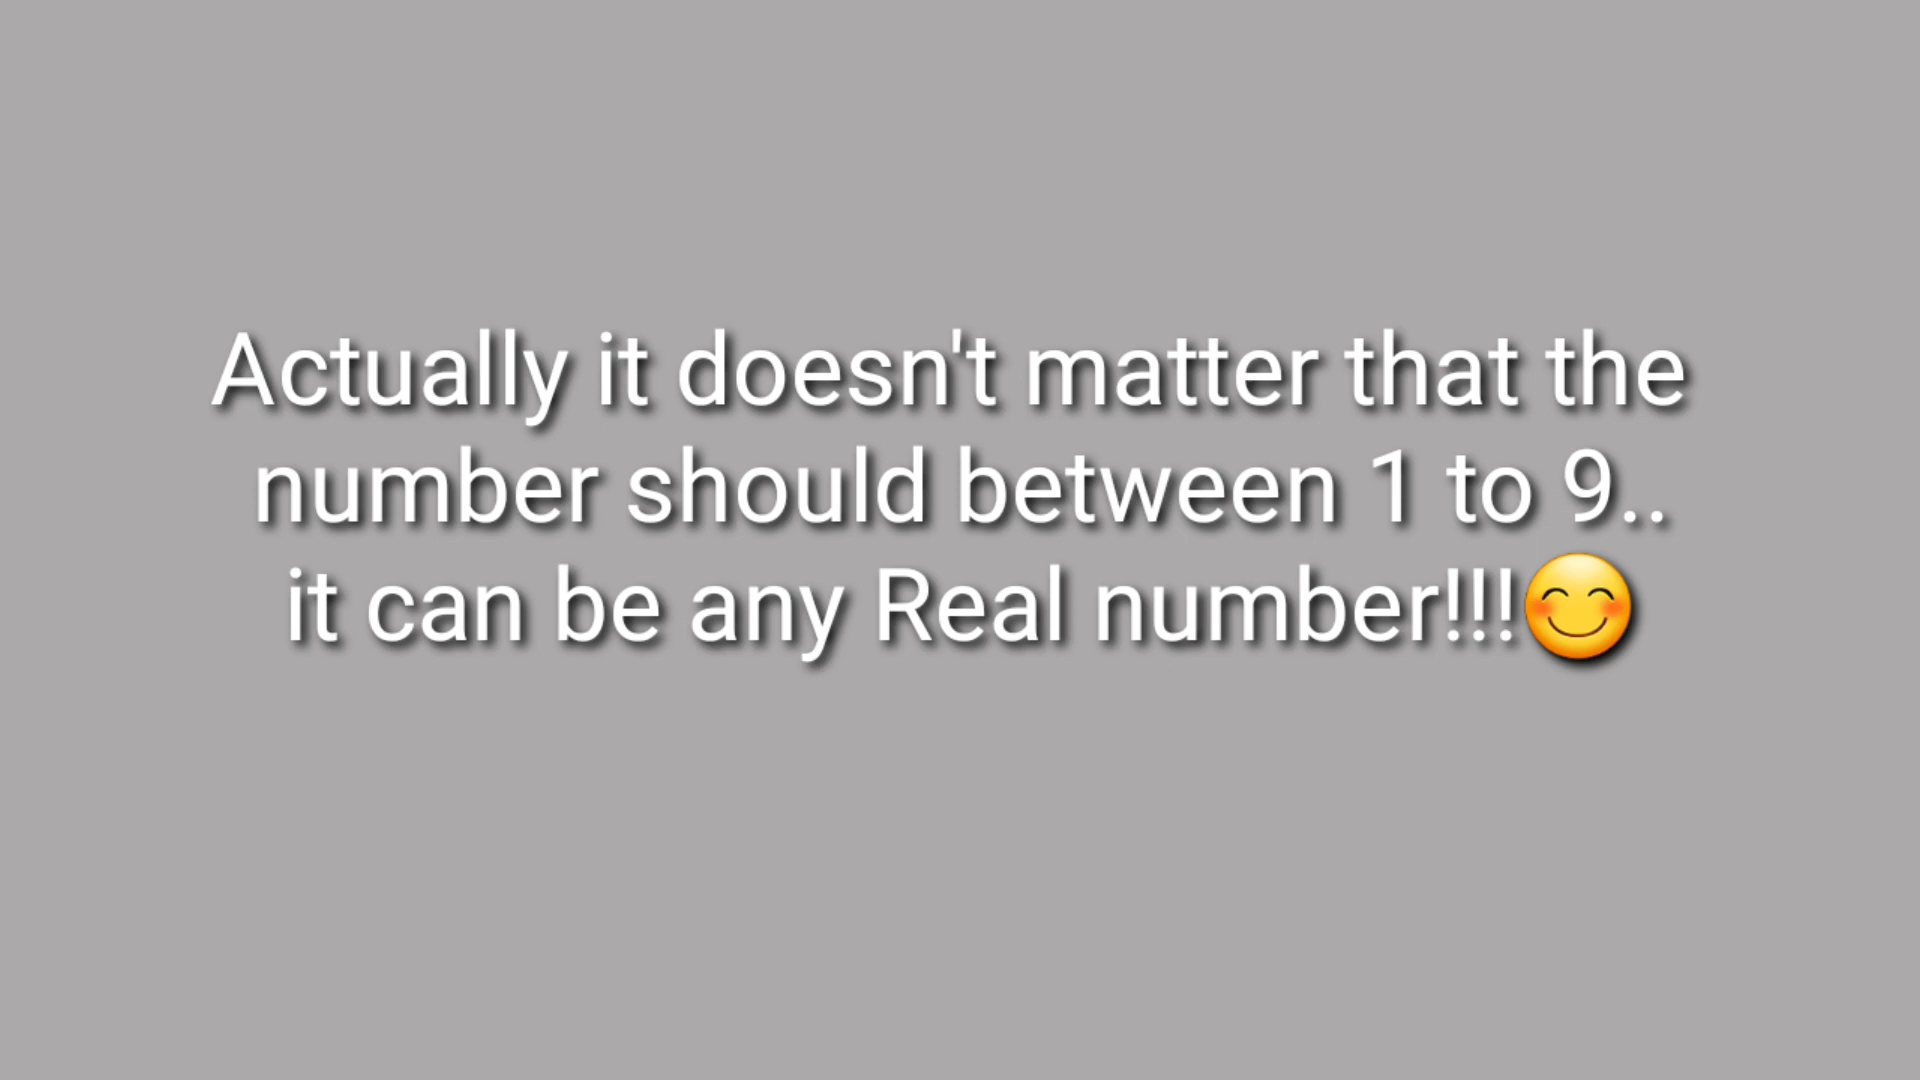 Actually it doesn't matter that the
number should between 1 to 9..
it can be any Real number!!!😊